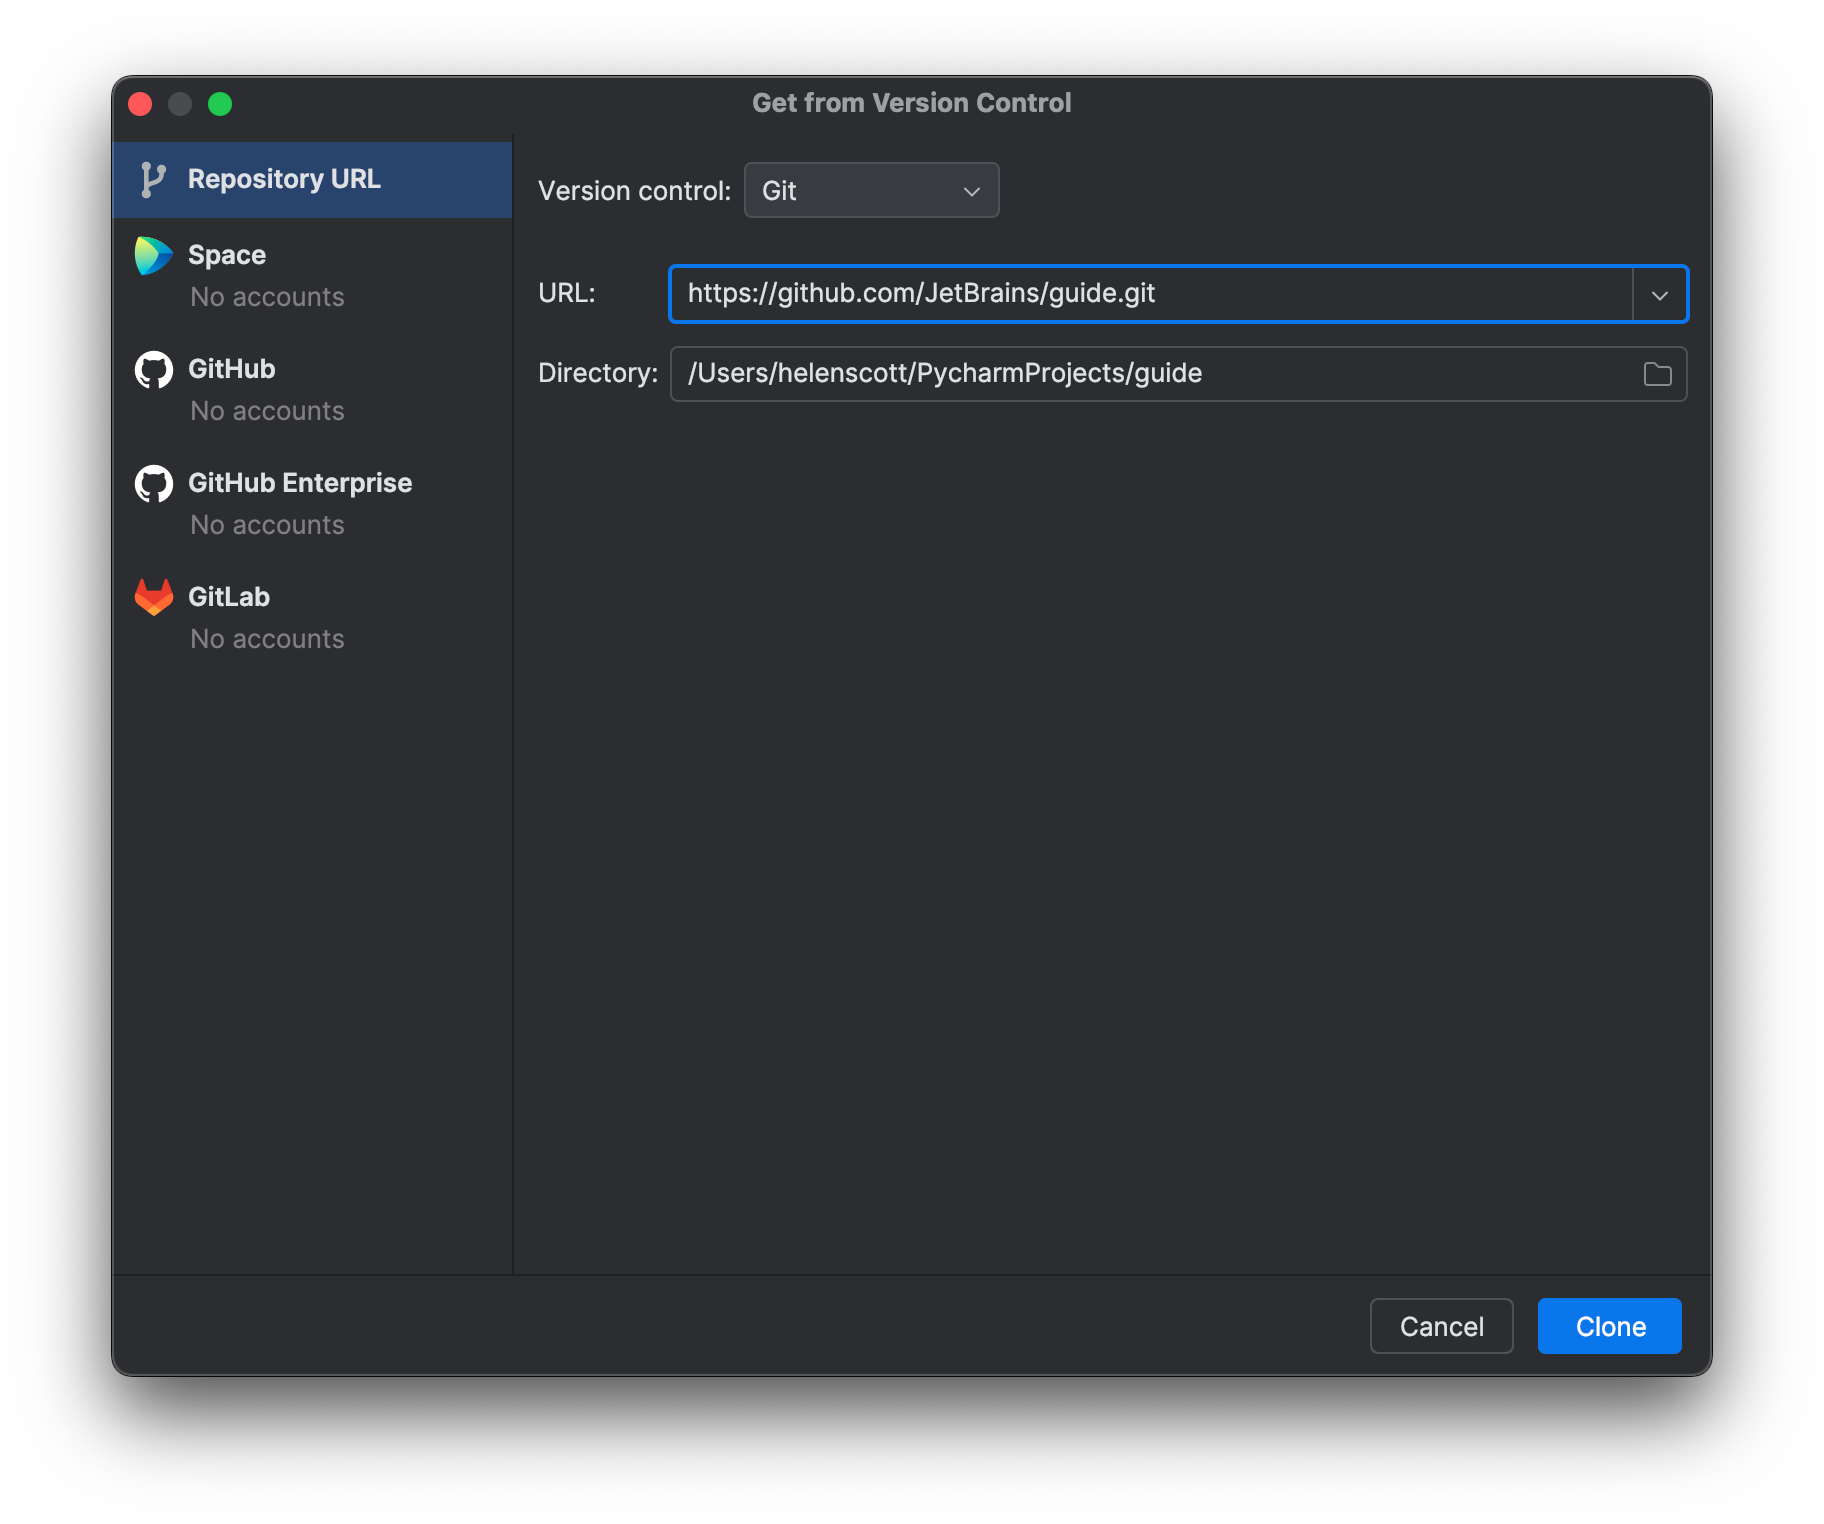 Get from Version Control
Repository URL
Space
No accounts
GitHub
No accounts
GitHub Enterprise
No accounts
GitLab
No accounts
Version control: Git
URL: https://github.com/JetBrains/guide.git
Directory: /Users/helenscott/PycharmProjects/guide
Cancel Clone